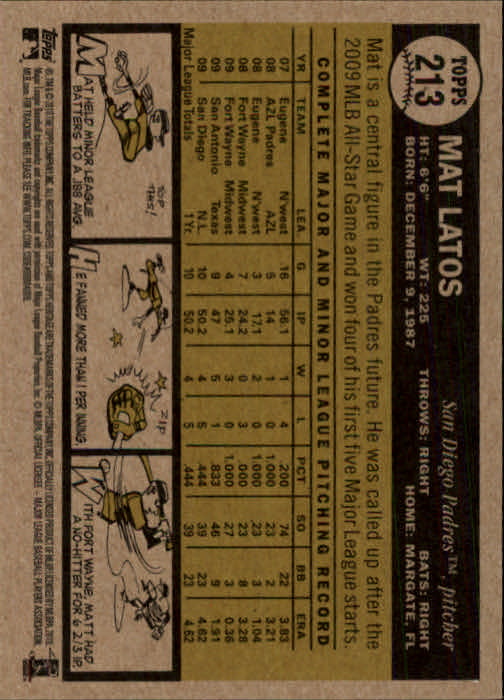 TOPPS
213
MAT LATOS
San Diego Padres™, pitcher
HT: 6'6" WT: 225 THROWS: RIGHT BATS: RIGHT
BORN: DECEMBER 9, 1987 HOME: MARGATE, FL
Mat is a central figure in the Padres future. He was called up after the
2009 MLB All-Star Game and won four of his first five Major League starts.
COMPLETE MAJOR AND MINOR LEAGUE PITCHING RECORD
YR TEAM LEA G IP W L PCT SO BB ERA
07 Eugene N'west 16 56.1 1 4 .200 74 22 3.83
08 AZL Padres AZL 5 14 1 0 1.000 23 2 3.21
08 Eugene N'west 3 17.1 2 0 1.000 23 3 1.04
08 Fort Wayne Midwest 7 24.2 0 3 .000 23 8 3.28
09 Fort Wayne Midwest 4 25.1 3 0 1.000 27 3 0.36
09 San Antonio Texas 9 47 5 1 .833 46 9 1.91
09 San Diego N.L. 10 50.2 4 5 .444 39 23 4.62
Major League Totals 1 Yr. 10 50.2 4 5 .444 39 23 4.62
TOP THIS!
MAT HELD MINOR LEAGUE
BATTERS TO A .188 AVG.
ZIP
HE FANNED MORE THAN 1 PER INNING
WITH FORT WAYNE, MATT HAD
A NO-HITTER FOR 6 2/3 IP.
TOPPS